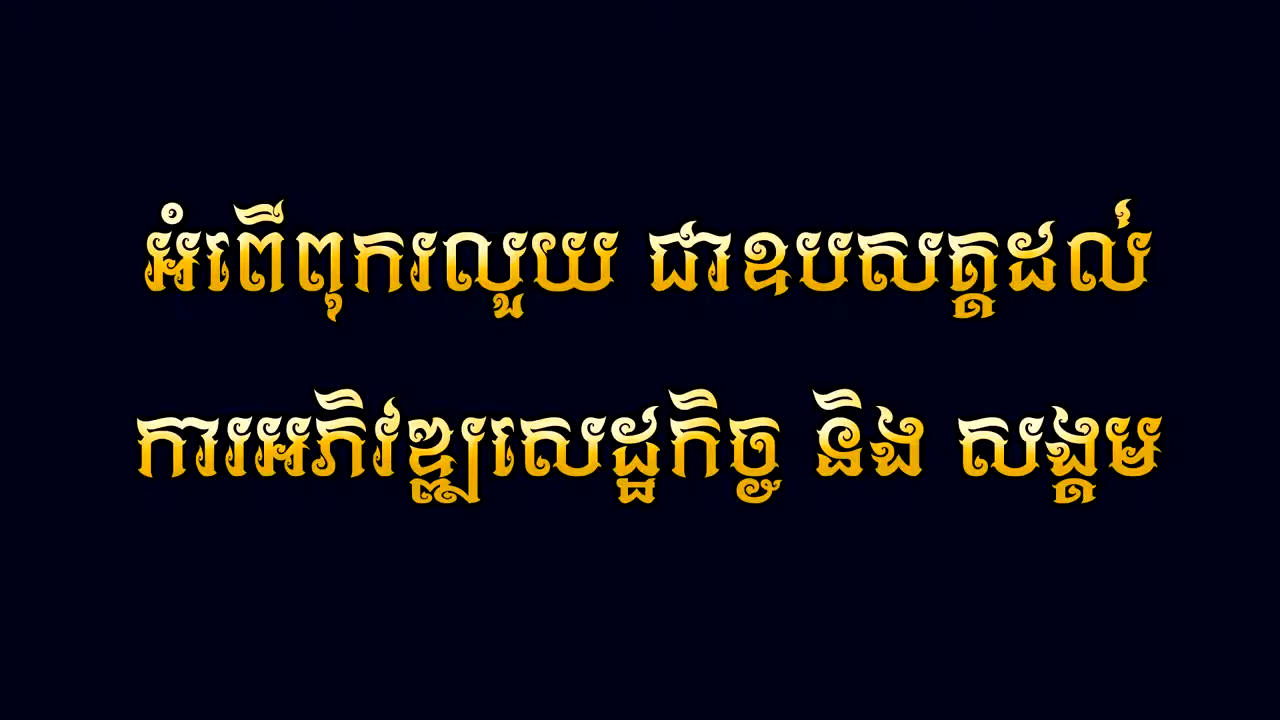 អំពើពុករលួយ ជាឧបសគ្គដល់
ការអភិវឌ្ឍសេដ្ឋកិច្ច និង សង្គម